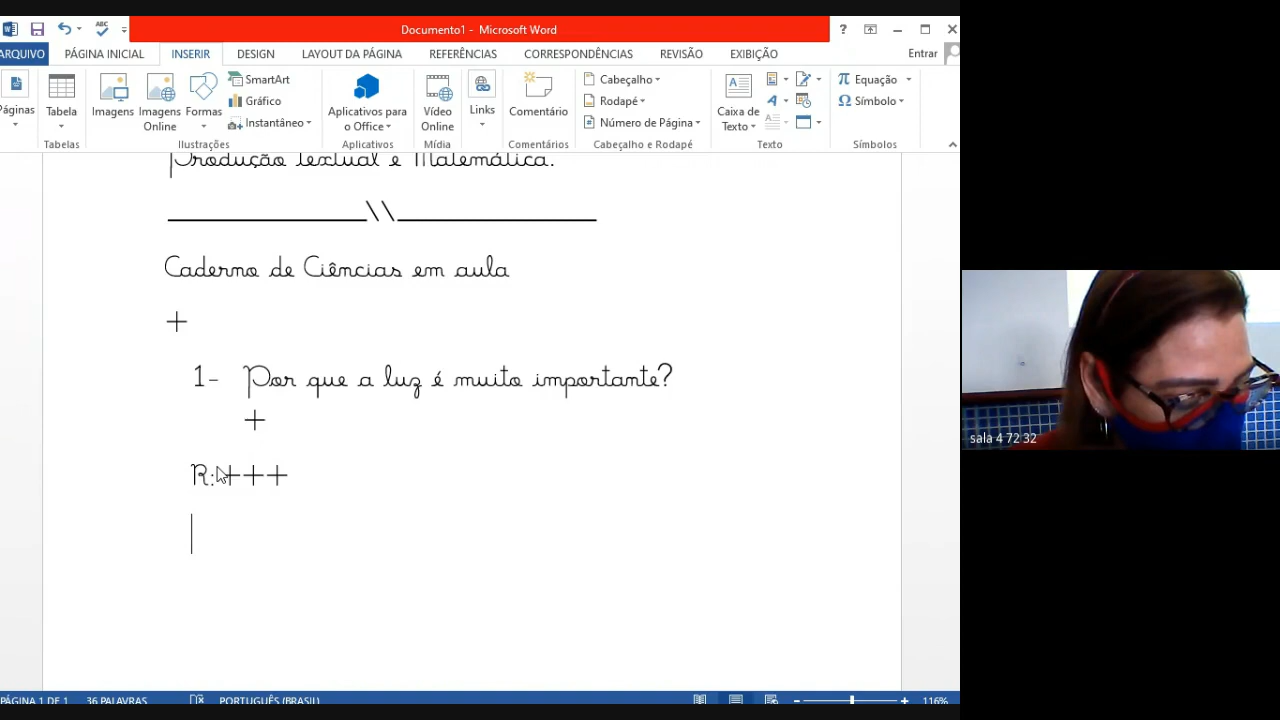 Documento1 - Microsoft Word
ARQUIVO PÁGINA INICIAL INSERIR DESIGN LAYOUT DA PÁGINA REFERÊNCIAS CORRESPONDÊNCIAS REVISÃO EXIBIÇÃO Entrar
Páginas
Tabela
Imagens
Imagens Online
Formas
SmartArt
Gráfico
Instantâneo
Aplicativos para o Office
Vídeo Online
Links
Comentário
Cabeçalho
Rodapé
Número de Página
Caixa de Texto
Equação
Símbolo
Tabelas Ilustrações Aplicativos Mídia Comentários Cabeçalho e Rodapé Texto Símbolos
Produção textual e Matemática.
\\
Caderno de Ciências em aula
+
1- Por que a luz é muito importante?
+
R:+++
sala 4 72 32
PÁGINA 1 DE 1 36 PALAVRAS PORTUGUÊS (BRASIL) 116%